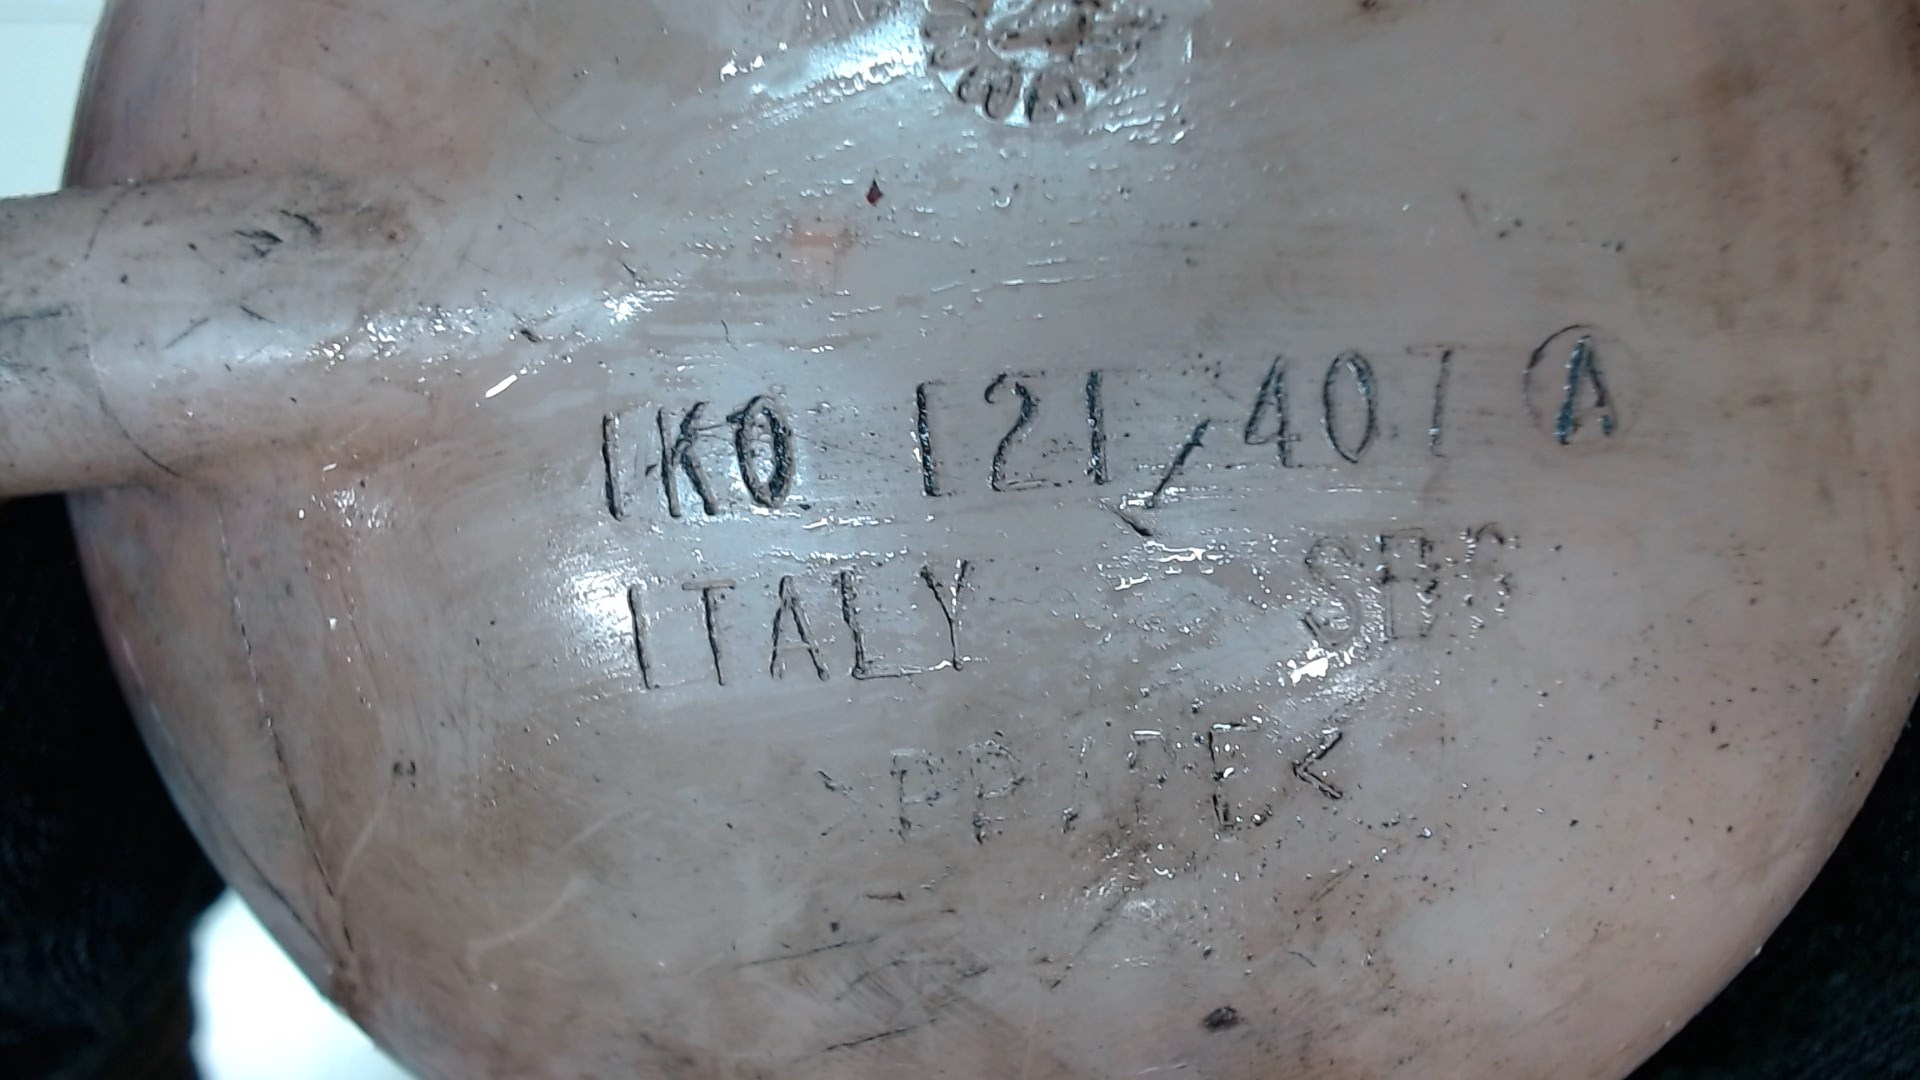 1K0 121,407 A
ITALY SBG
>PP/PE<